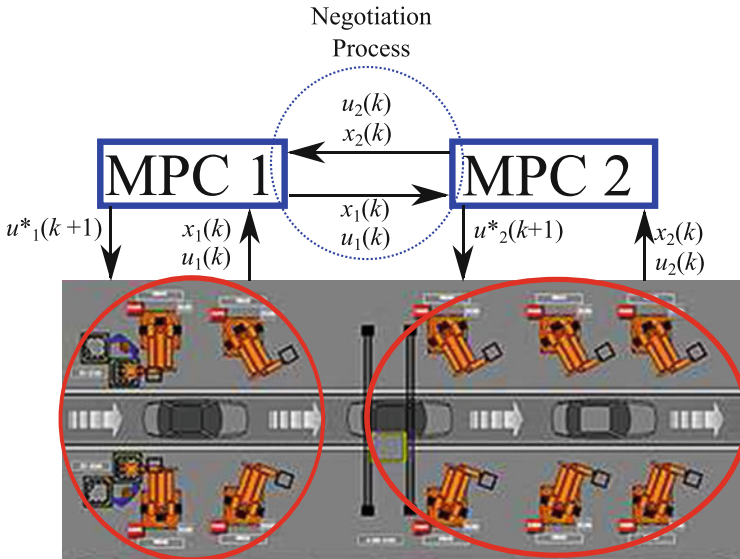 Negotiation
Process
u₂(k)
x₂(k)
MPC 1
MPC 2
x₁(k)
u₁(k)
u*₁(k+1)
x₁(k)
u₁(k)
u*₂(k+1)
x₂(k)
u₂(k)